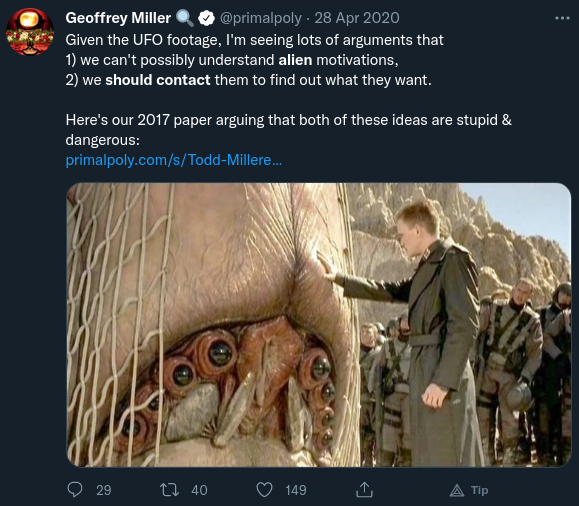 Geoffrey Miller @primalpoly · 28 Apr 2020
Given the UFO footage, I'm seeing lots of arguments that
1) we can't possibly understand alien motivations,
2) we should contact them to find out what they want.
Here's our 2017 paper arguing that both of these ideas are stupid &
dangerous:
primalpoly.com/s/Todd-Millere…
29 40 149 Tip